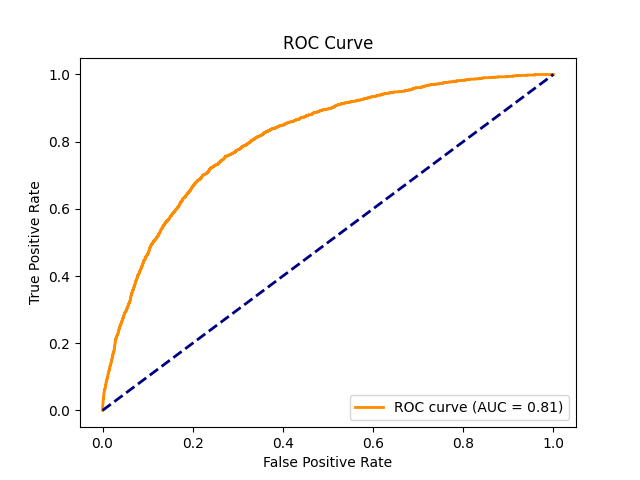 ROC Curve
True Positive Rate
1.0
0.8
0.6
0.4
0.2
0.0
ROC curve (AUC = 0.81)
0.0 0.2 0.4 0.6 0.8 1.0
False Positive Rate